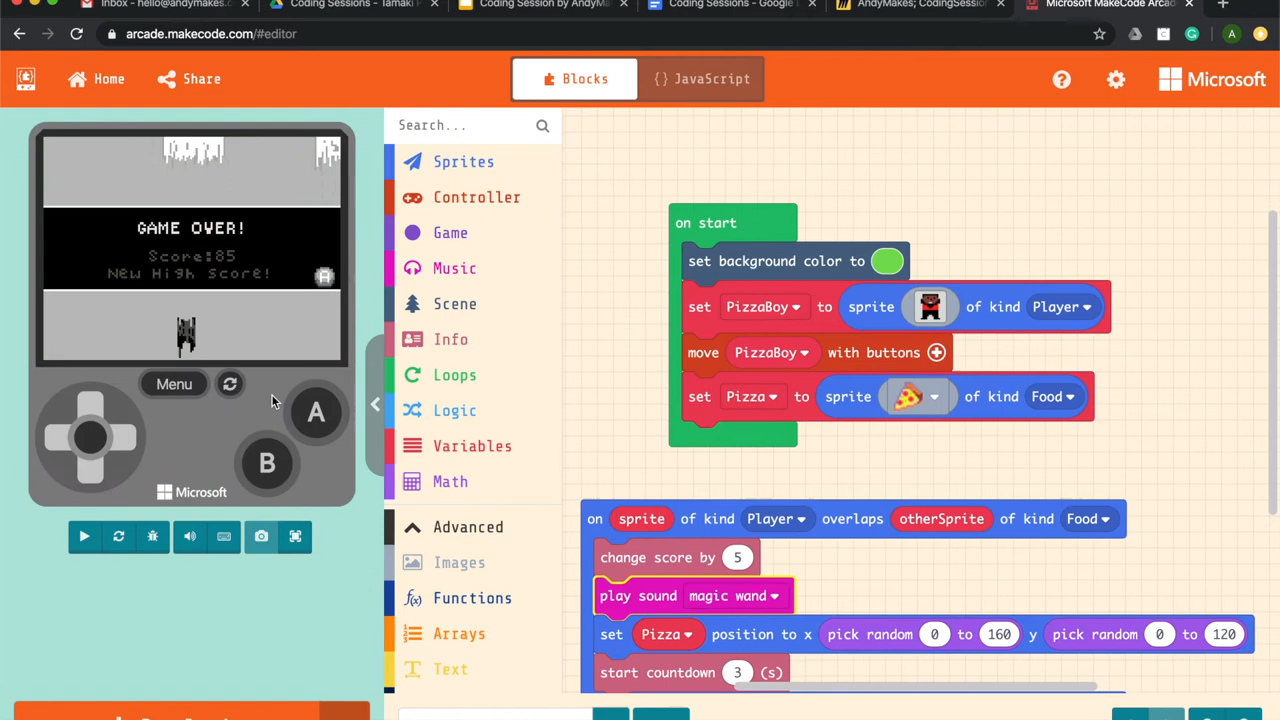 Inbox - hello@andymakes.c
Coding Sessions - Tamaki
Coding Session by AndyMa
Coding Sessions - Google
AndyMakes; CodingSession
Microsoft MakeCode Arcade
arcade.makecode.com/#editor
A
Home
Share
Blocks
{ } JavaScript
?
Microsoft
Search...
Sprites
Controller
Game
Music
Scene
Info
Loops
Logic
Variables
Math
Advanced
Images
f(x) Functions
Arrays
T Text
GAME OVER!
Score:85
New High Score!
A
Menu
A
B
Microsoft
on start
set background color to
set PizzaBoy to sprite of kind Player
move PizzaBoy with buttons
set Pizza to sprite of kind Food
on sprite of kind Player overlaps otherSprite of kind Food
change score by 5
play sound magic wand
set Pizza position to x pick random 0 to 160 y pick random 0 to 120
start countdown 3 (s)